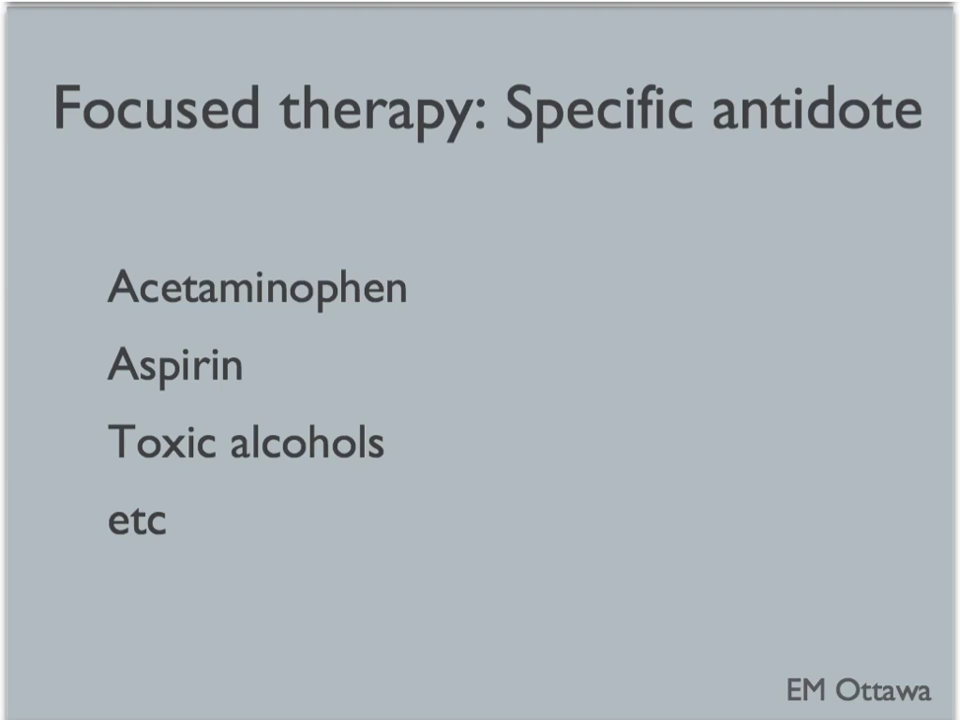 Focused therapy: Specific antidote
Acetaminophen
Aspirin
Toxic alcohols
etc
EM Ottawa